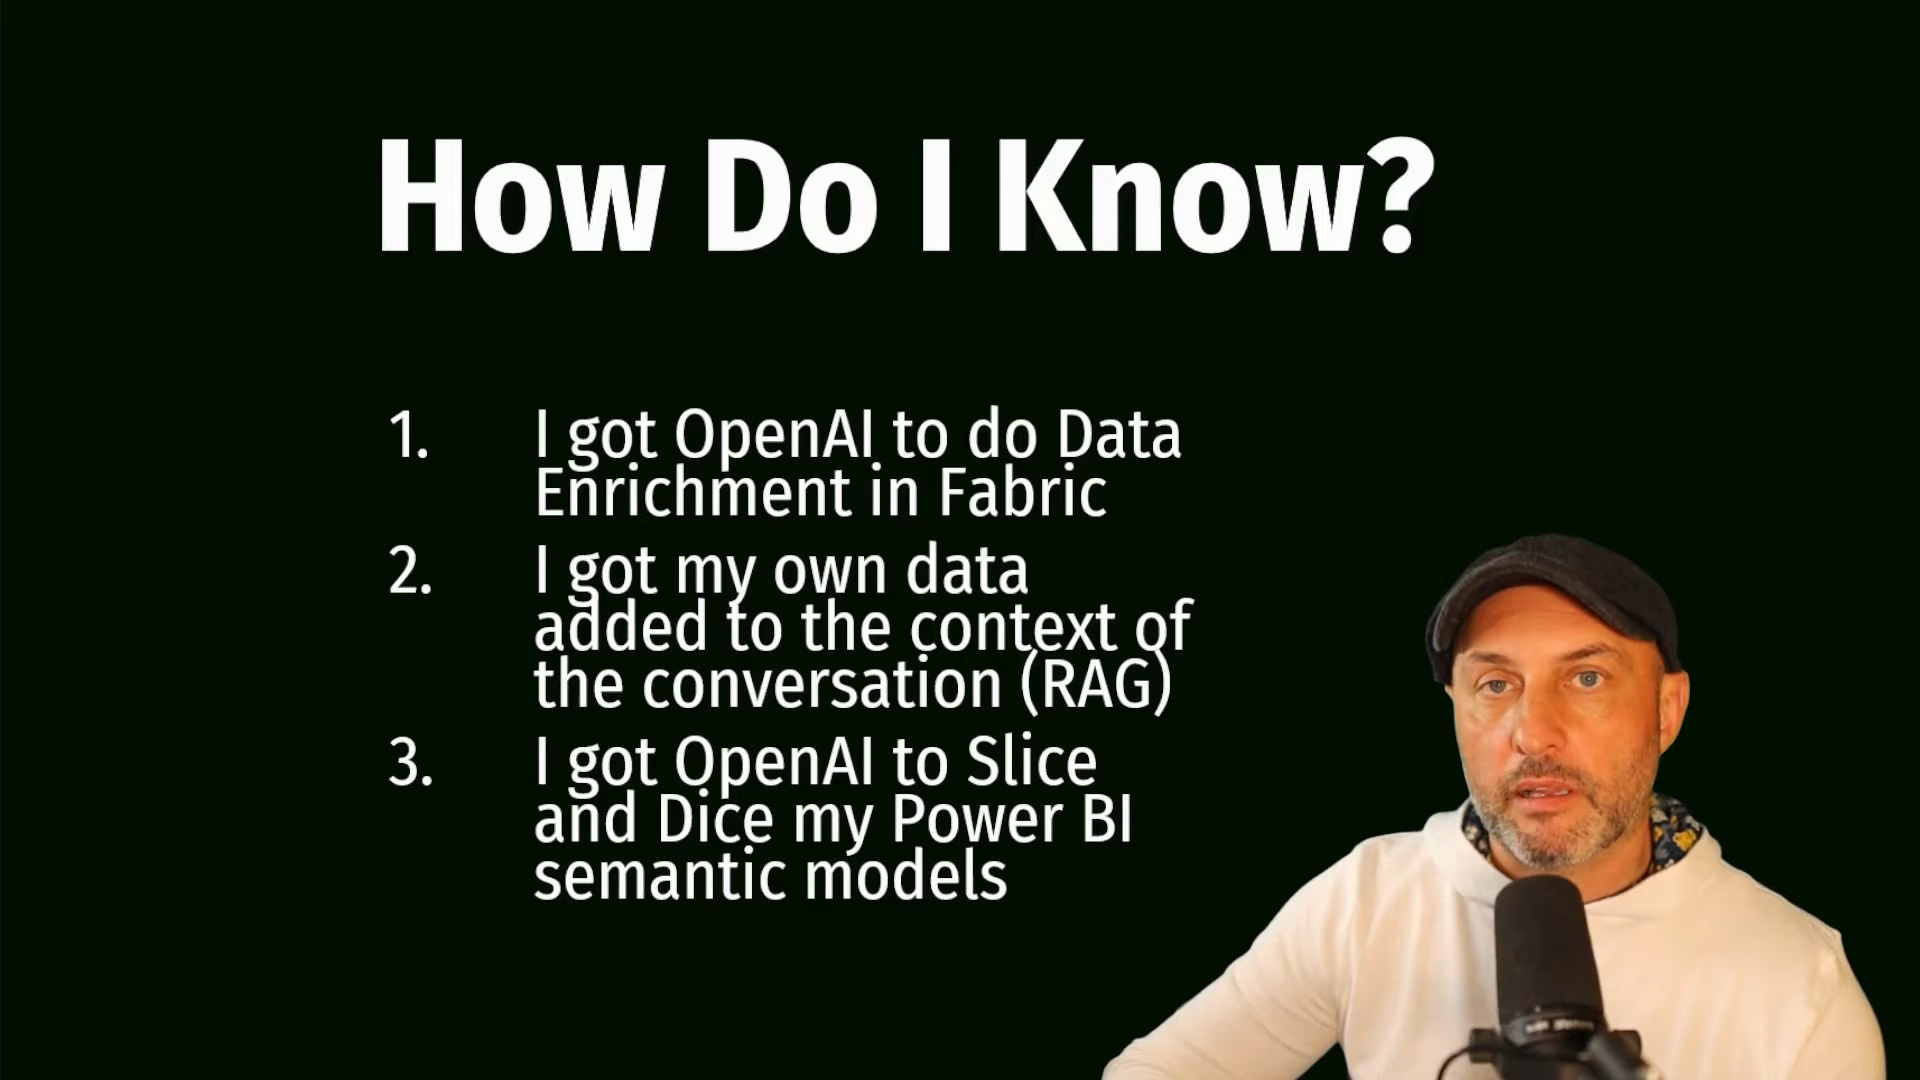 How Do I Know?
1. I got OpenAI to do Data
Enrichment in Fabric
2. I got my own data
added to the context of
the conversation (RAG)
3. I got OpenAI to Slice
and Dice my Power BI
semantic models